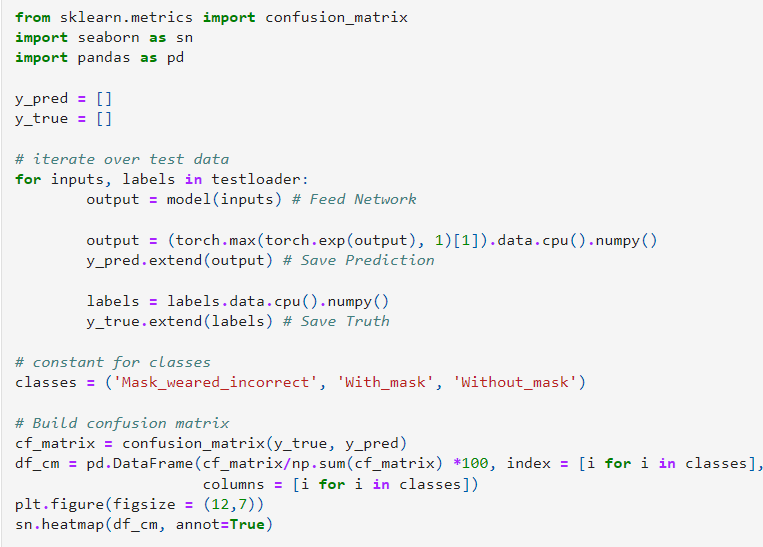 from sklearn.metrics import confusion_matrix
import seaborn as sn
import pandas as pd

y_pred = []
y_true = []

# iterate over test data
for inputs, labels in testloader:
        output = model(inputs) # Feed Network

        output = (torch.max(torch.exp(output), 1)[1]).data.cpu().numpy()
        y_pred.extend(output) # Save Prediction

        labels = labels.data.cpu().numpy()
        y_true.extend(labels) # Save Truth

# constant for classes
classes = ('Mask_weared_incorrect', 'With_mask', 'Without_mask')

# Build confusion matrix
cf_matrix = confusion_matrix(y_true, y_pred)
df_cm = pd.DataFrame(cf_matrix/np.sum(cf_matrix) *100, index = [i for i in classes],
                     columns = [i for i in classes])
plt.figure(figsize = (12,7))
sn.heatmap(df_cm, annot=True)